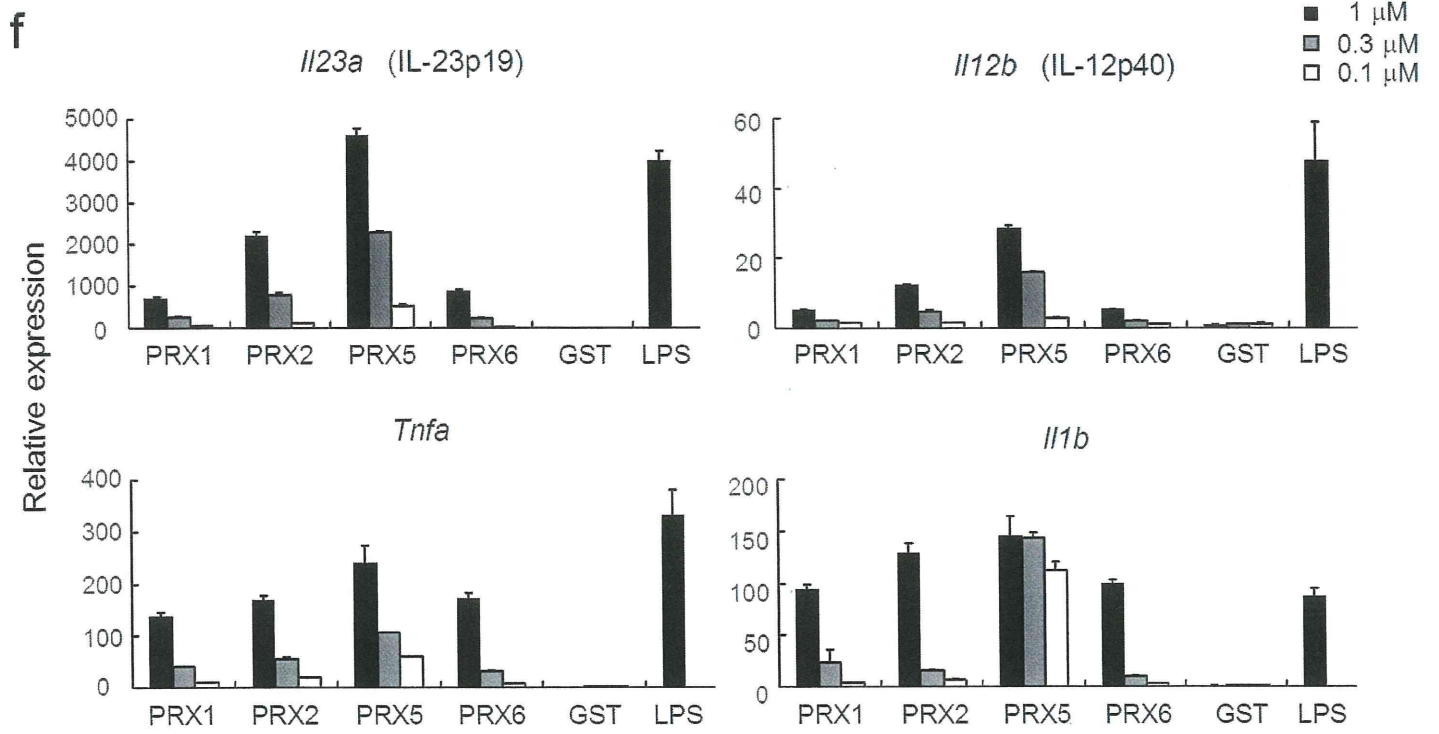 f
1 μM
0.3 μM
0.1 μM
Il23a (IL-23p19)
Il12b (IL-12p40)
Relative expression
5000
4000
3000
2000
1000
0
PRX1 PRX2 PRX5 PRX6 GST LPS
60
40
20
0
PRX1 PRX2 PRX5 PRX6 GST LPS
Tnfa
Il1b
400
300
200
100
0
PRX1 PRX2 PRX5 PRX6 GST LPS
200
150
100
50
0
PRX1 PRX2 PRX5 PRX6 GST LPS